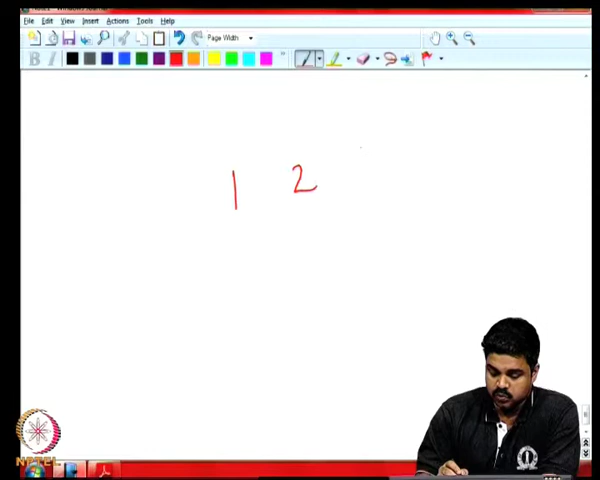 File Edit View Insert Actions Tools Help
Page Width
B I
1 2
NPTEL